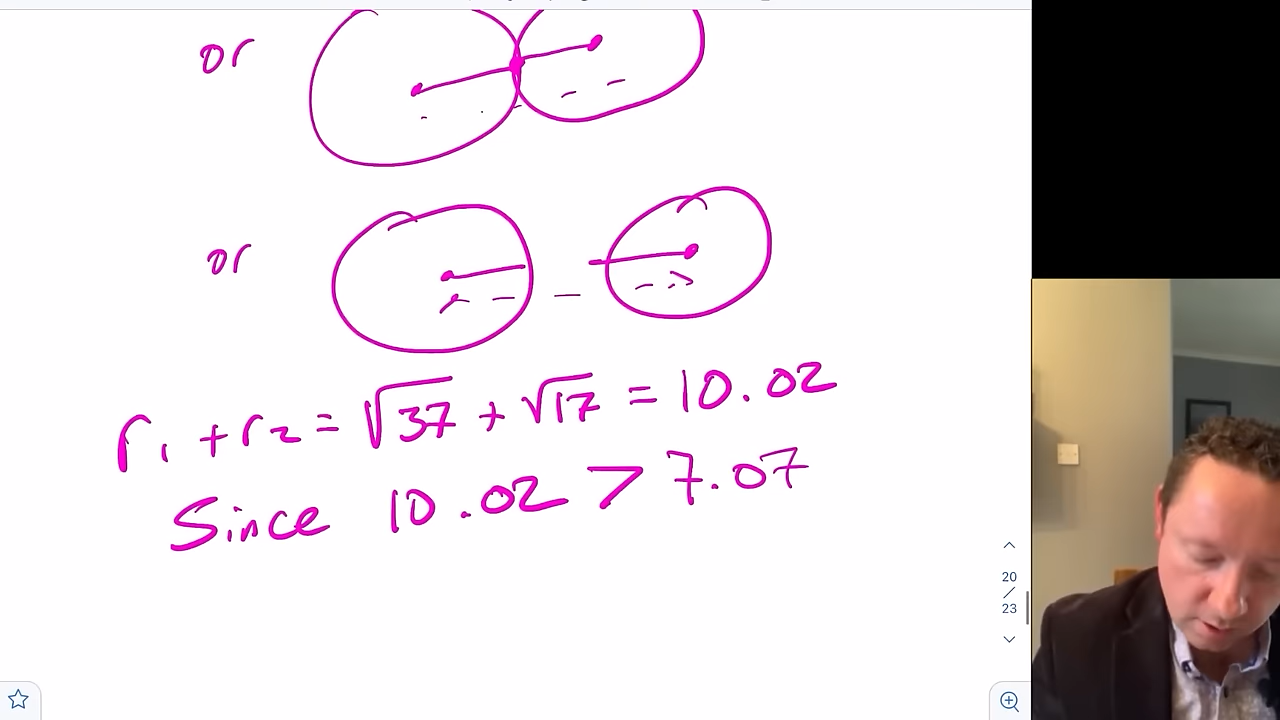 or
or
r₁ + r₂ = √37 + √17 = 10.02
Since 10.02 > 7.07
20
/
23